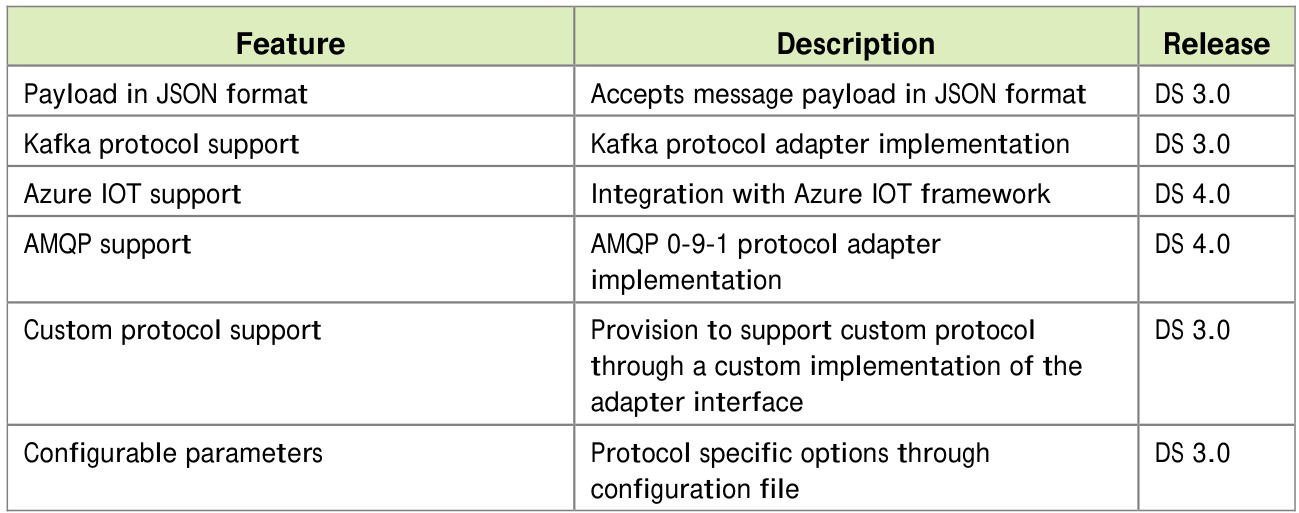 Feature Description Release
Payload in JSON format Accepts message payload in JSON format DS 3.0
Kafka protocol support Kafka protocol adapter implementation DS 3.0
Azure IOT support Integration with Azure IOT framework DS 4.0
AMQP support AMQP 0-9-1 protocol adapter DS 4.0
implementation
Custom protocol support Provision to support custom protocol DS 3.0
through a custom implementation of the
adapter interface
Configurable parameters Protocol specific options through DS 3.0
configuration file